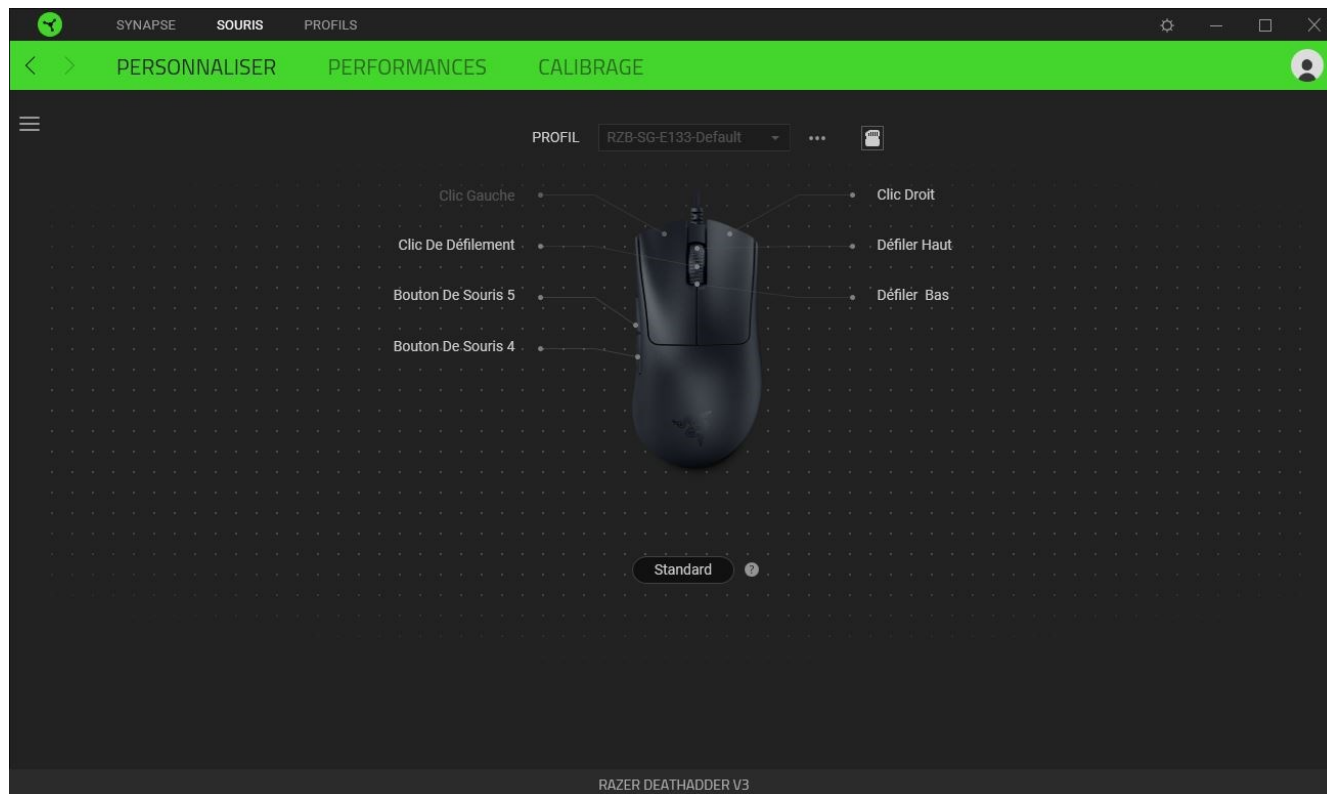 SYNAPSE SOURIS PROFILS
PERSONNALISER PERFORMANCES CALIBRAGE
PROFIL RZB-SG-E133-Default
Clic Gauche Clic Droit
Clic De Défilement Défiler Haut
Bouton De Souris 5 Défiler Bas
Bouton De Souris 4
Standard ?
RAZER DEATHADDER V3